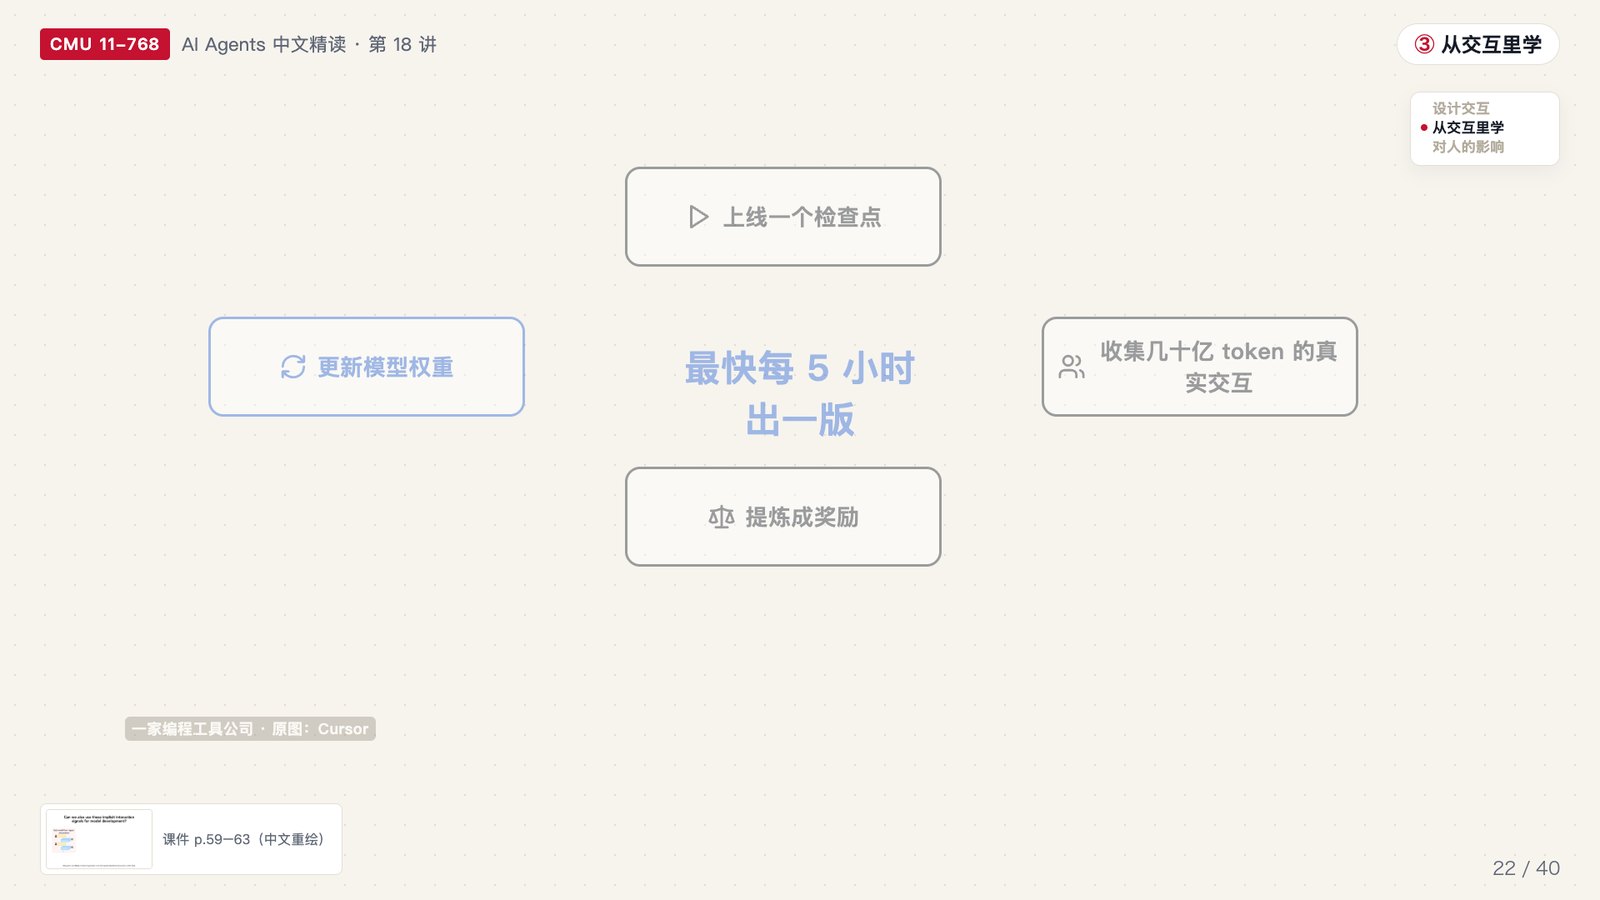 CMU 11-768 AI Agents 中文精读 · 第 18 讲
③ 从交互里学
设计交互
从交互里学
对人的影响
上线一个检查点
更新模型权重
最快每 5 小时
出一版
收集几十亿 token 的真
实交互
提炼成奖励
一家编程工具公司 · 原图：Cursor
课件 p.59—63（中文重绘）
22 / 40